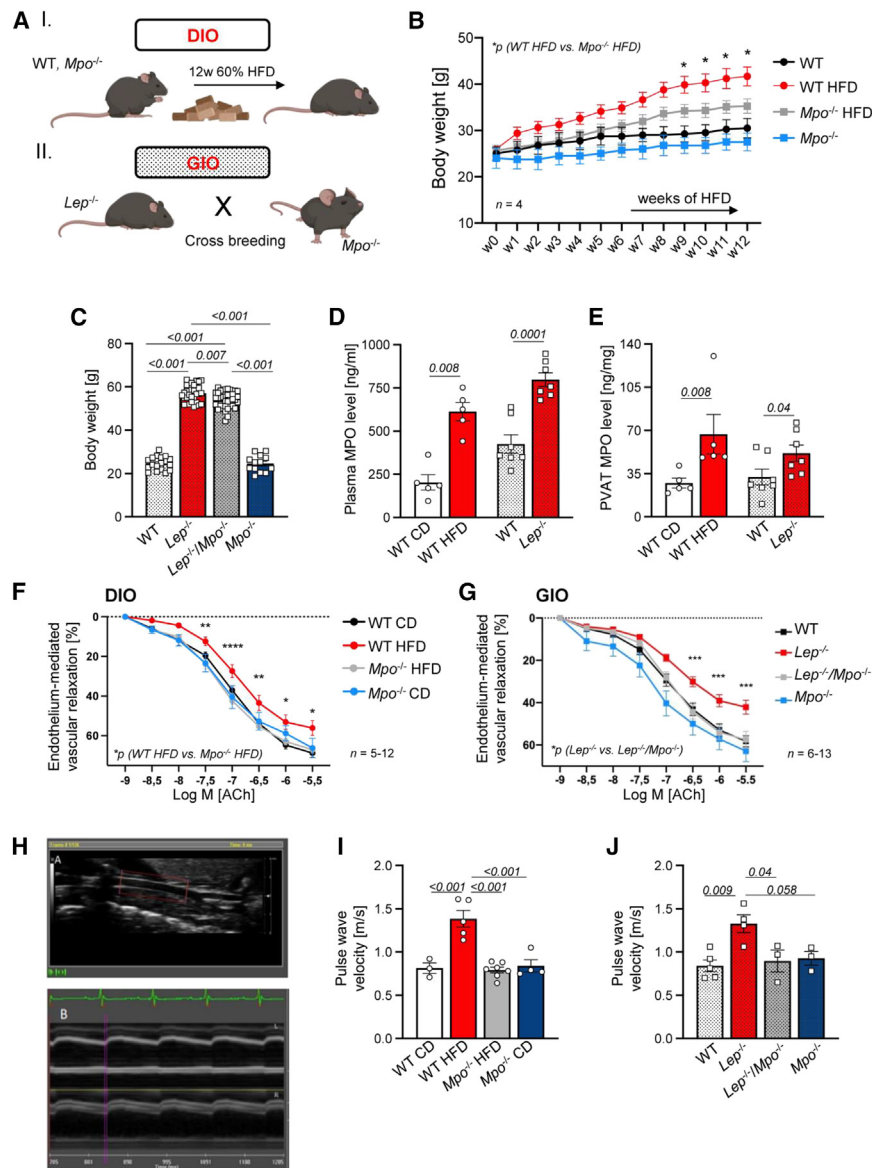 A I.
DIO
WT, Mpo-/-
12w 60% HFD
II.
GIO
Lep-/-
X
Cross breeding
Mpo-/-
B
*p (WT HFD vs. Mpo-/- HFD)
* * * *
Body weight [g]
50
40
30
20
10
n = 4
weeks of HFD
w0 w1 w2 w3 w4 w5 w6 w7 w8 w9 w10 w11 w12
WT
WT HFD
Mpo-/- HFD
Mpo-/-
C
<0.001
<0.001
<0.001 0.007 <0.001
Body weight [g]
80
60
40
20
0
WT Lep-/- Lep-/-/Mpo-/- Mpo-/-
D
0.0001
0.008
Plasma MPO level [ng/ml]
1000
750
500
250
0
WT CD WT HFD WT Lep-/-
E
0.008
0.04
PVAT MPO level [ng/mg]
140
105
70
35
0
WT CD WT HFD WT Lep-/-
F DIO
Endothelium-mediated
vascular relaxation [%]
0
20
40
60
** **** ** * *
*p (WT HFD vs. Mpo-/- HFD)
-9 -8,5 -8 -7,5 -7 -6,5 -6 -5,5
Log M [ACh]
WT CD
WT HFD
Mpo-/- HFD
Mpo-/- CD
n = 5-12
G GIO
Endothelium-mediated
vascular relaxation [%]
0
20
40
60
*** *** ***
*p (Lep-/- vs. Lep-/-/Mpo-/-)
-9 -8,5 -8 -7,5 -7 -6,5 -6 -5.5
Log M [ACh]
WT
Lep-/-
Lep-/-/Mpo-/-
Mpo-/-
n = 6-13
H
A
B
L
R
I
<0.001
<0.001 <0.001
Pulse wave
velocity [m/s]
2.0
1.5
1.0
0.5
0.0
WT CD WT HFD Mpo-/- HFD Mpo-/- CD
J
0.04
0.009 0.058
Pulse wave
velocity [m/s]
2.0
1.5
1.0
0.5
0.0
WT Lep-/- Lep-/-/Mpo-/- Mpo-/-